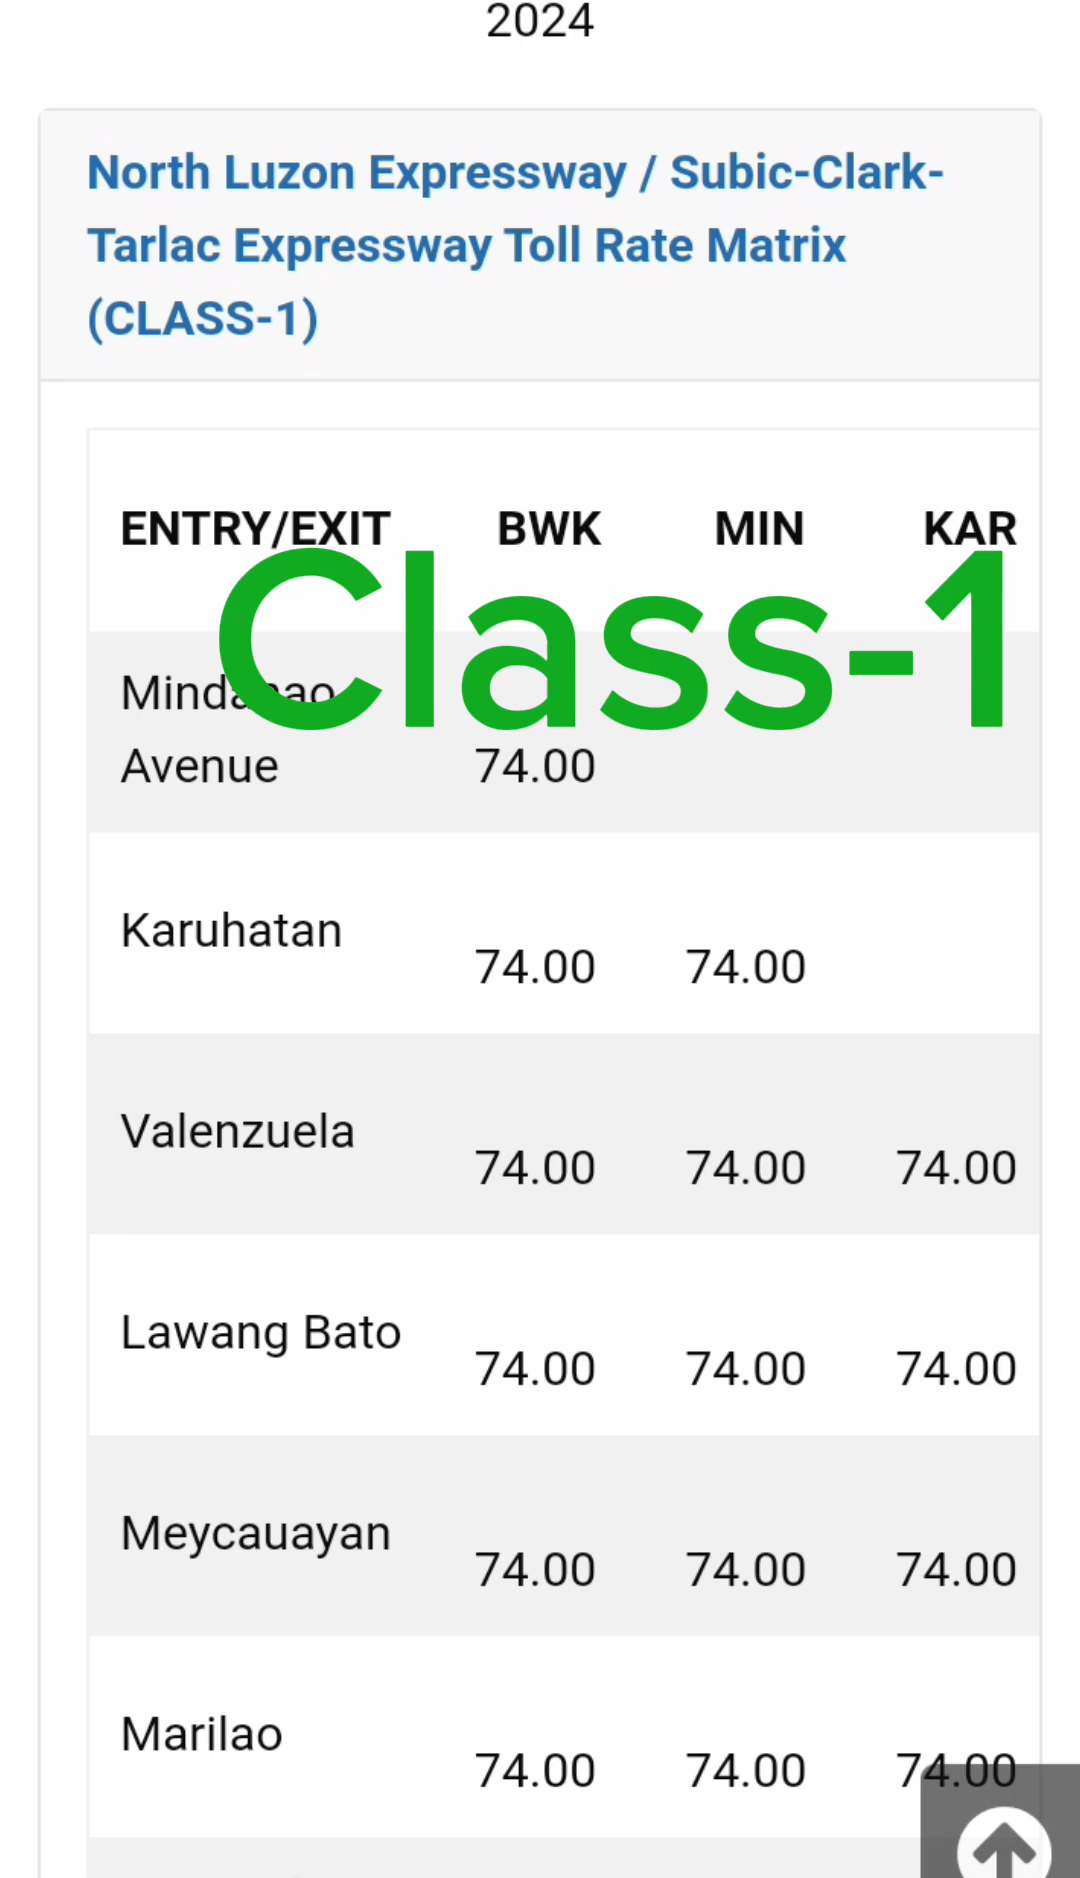 2024
North Luzon Expressway / Subic-Clark-
Tarlac Expressway Toll Rate Matrix
(CLASS-1)
ENTRY/EXIT BWK MIN KAR
Class-1
Mindanao
Avenue 74.00
Karuhatan
74.00 74.00
Valenzuela
74.00 74.00 74.00
Lawang Bato
74.00 74.00 74.00
Meycauayan
74.00 74.00 74.00
Marilao
74.00 74.00 74.00